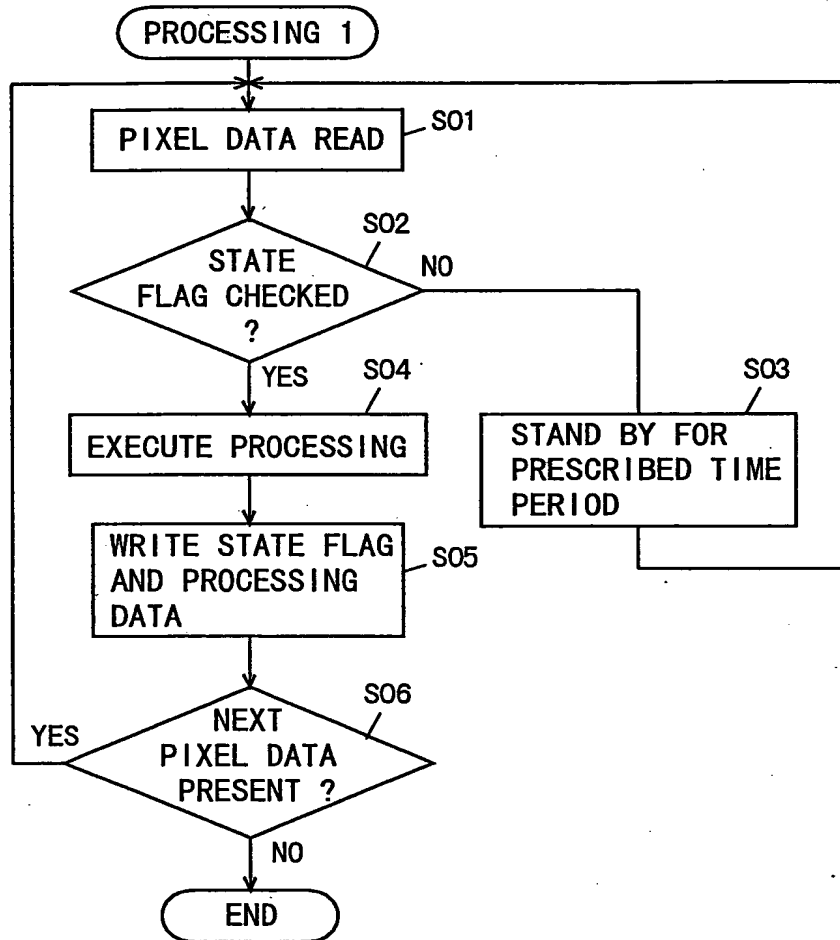 PROCESSING 1
PIXEL DATA READ
S01
STATE
FLAG CHECKED
?
S02
NO
YES
S04
EXECUTE PROCESSING
S03
STAND BY FOR
PRESCRIBED TIME
PERIOD
WRITE STATE FLAG
AND PROCESSING
DATA
S05
S06
YES
NEXT
PIXEL DATA
PRESENT ?
NO
END